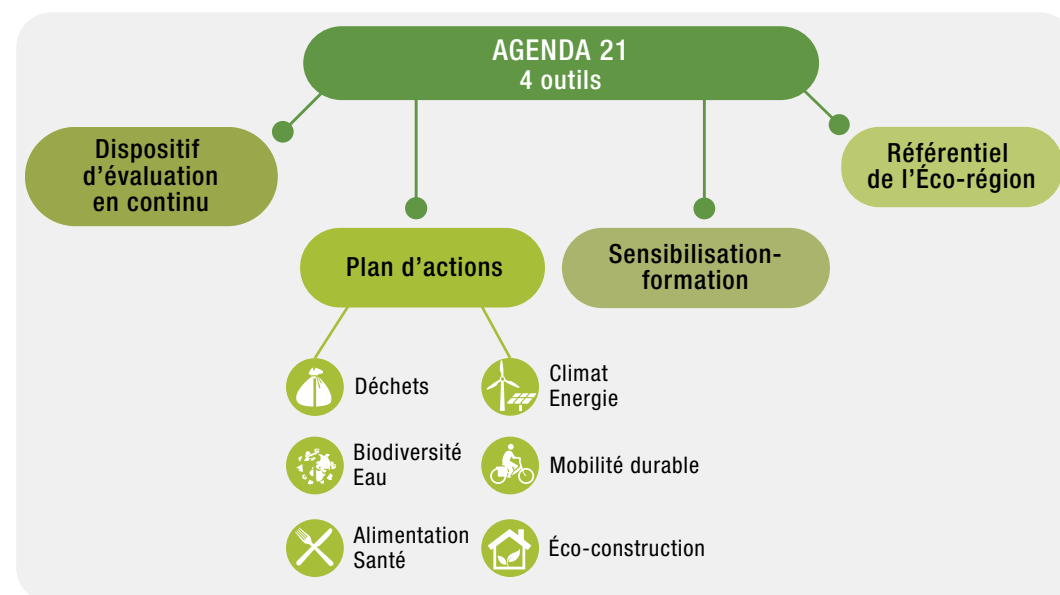 AGENDA 21
4 outils
Dispositif
d'évaluation
en continu
Référentiel
de l'Éco-région
Plan d'actions
Sensibilisation-
formation
Déchets
Climat
Energie
Biodiversité
Eau
Mobilité durable
Alimentation
Santé
Éco-construction